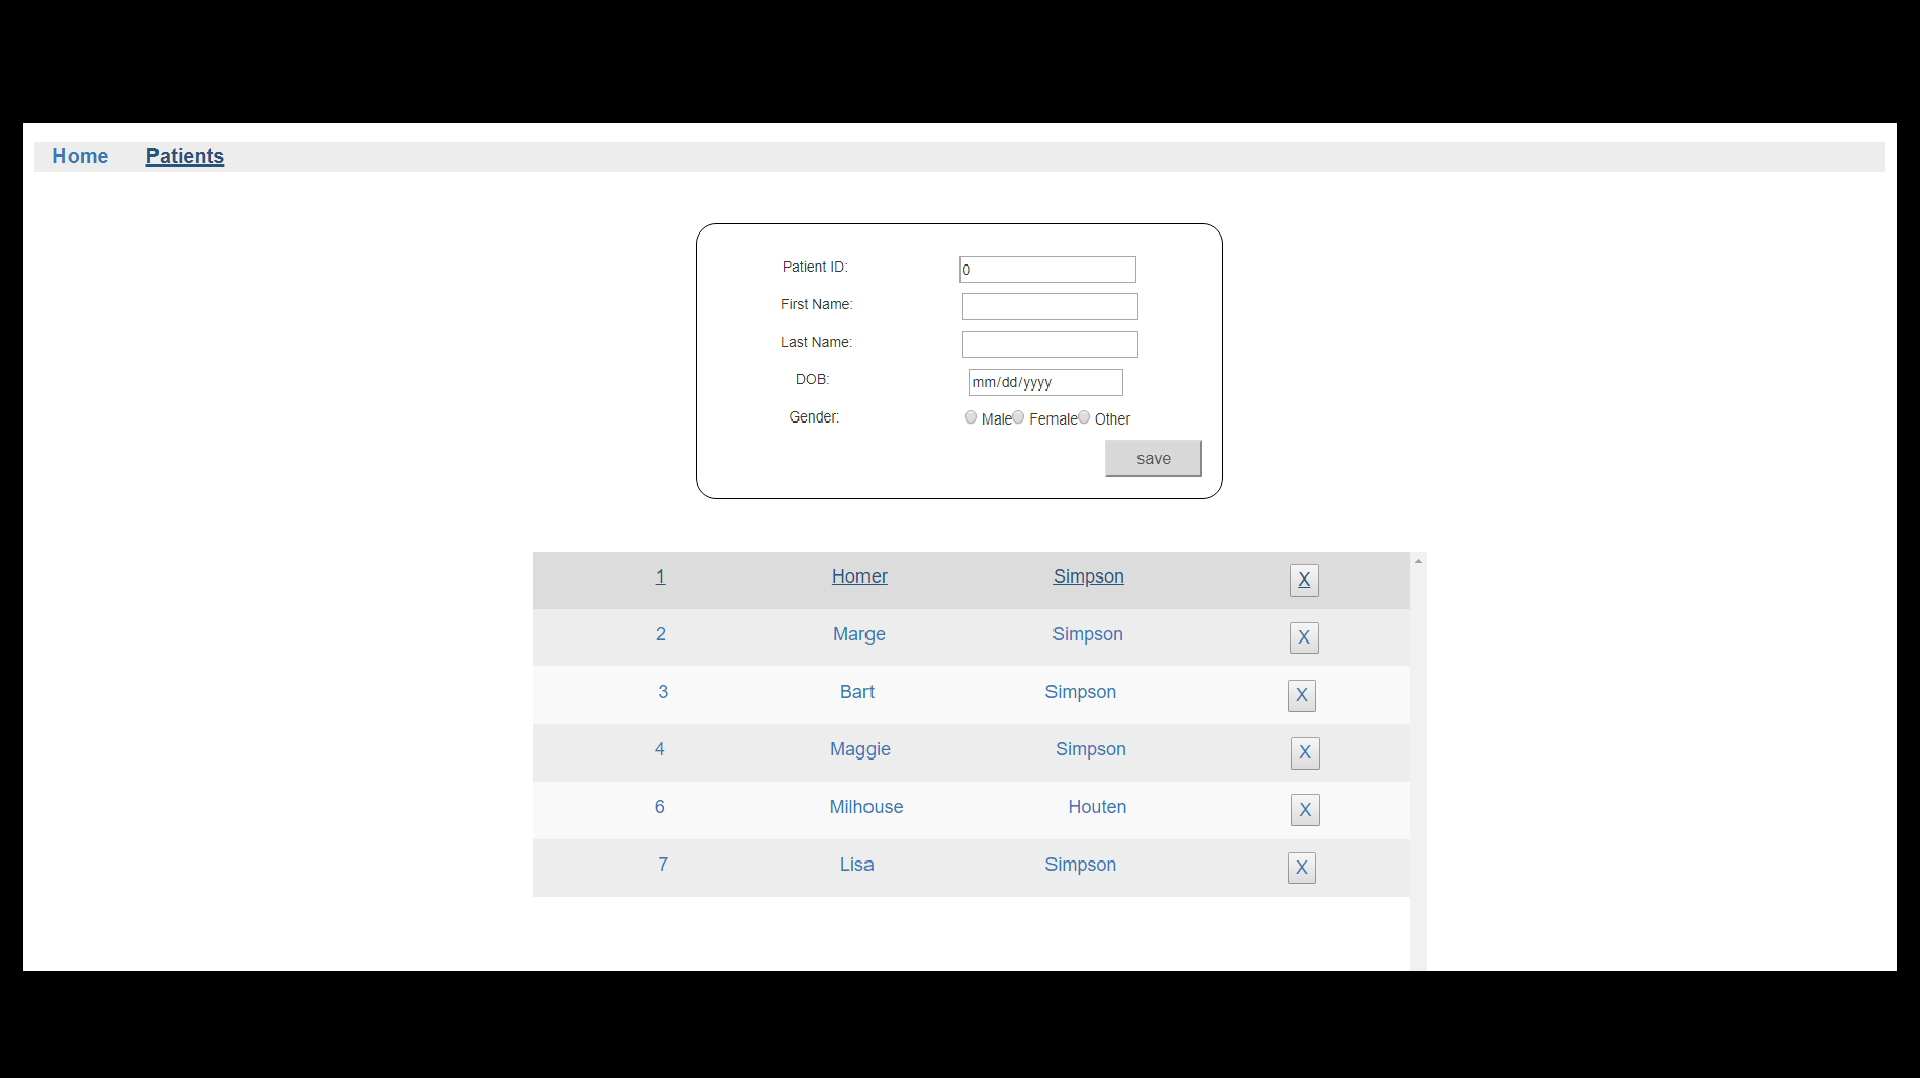 Home Patients
Patient ID: 0
First Name:
Last Name:
DOB: mm/dd/yyyy
Gender: Male Female Other
save
1 Homer Simpson X
2 Marge Simpson X
3 Bart Simpson X
4 Maggie Simpson X
6 Milhouse Houten X
7 Lisa Simpson X